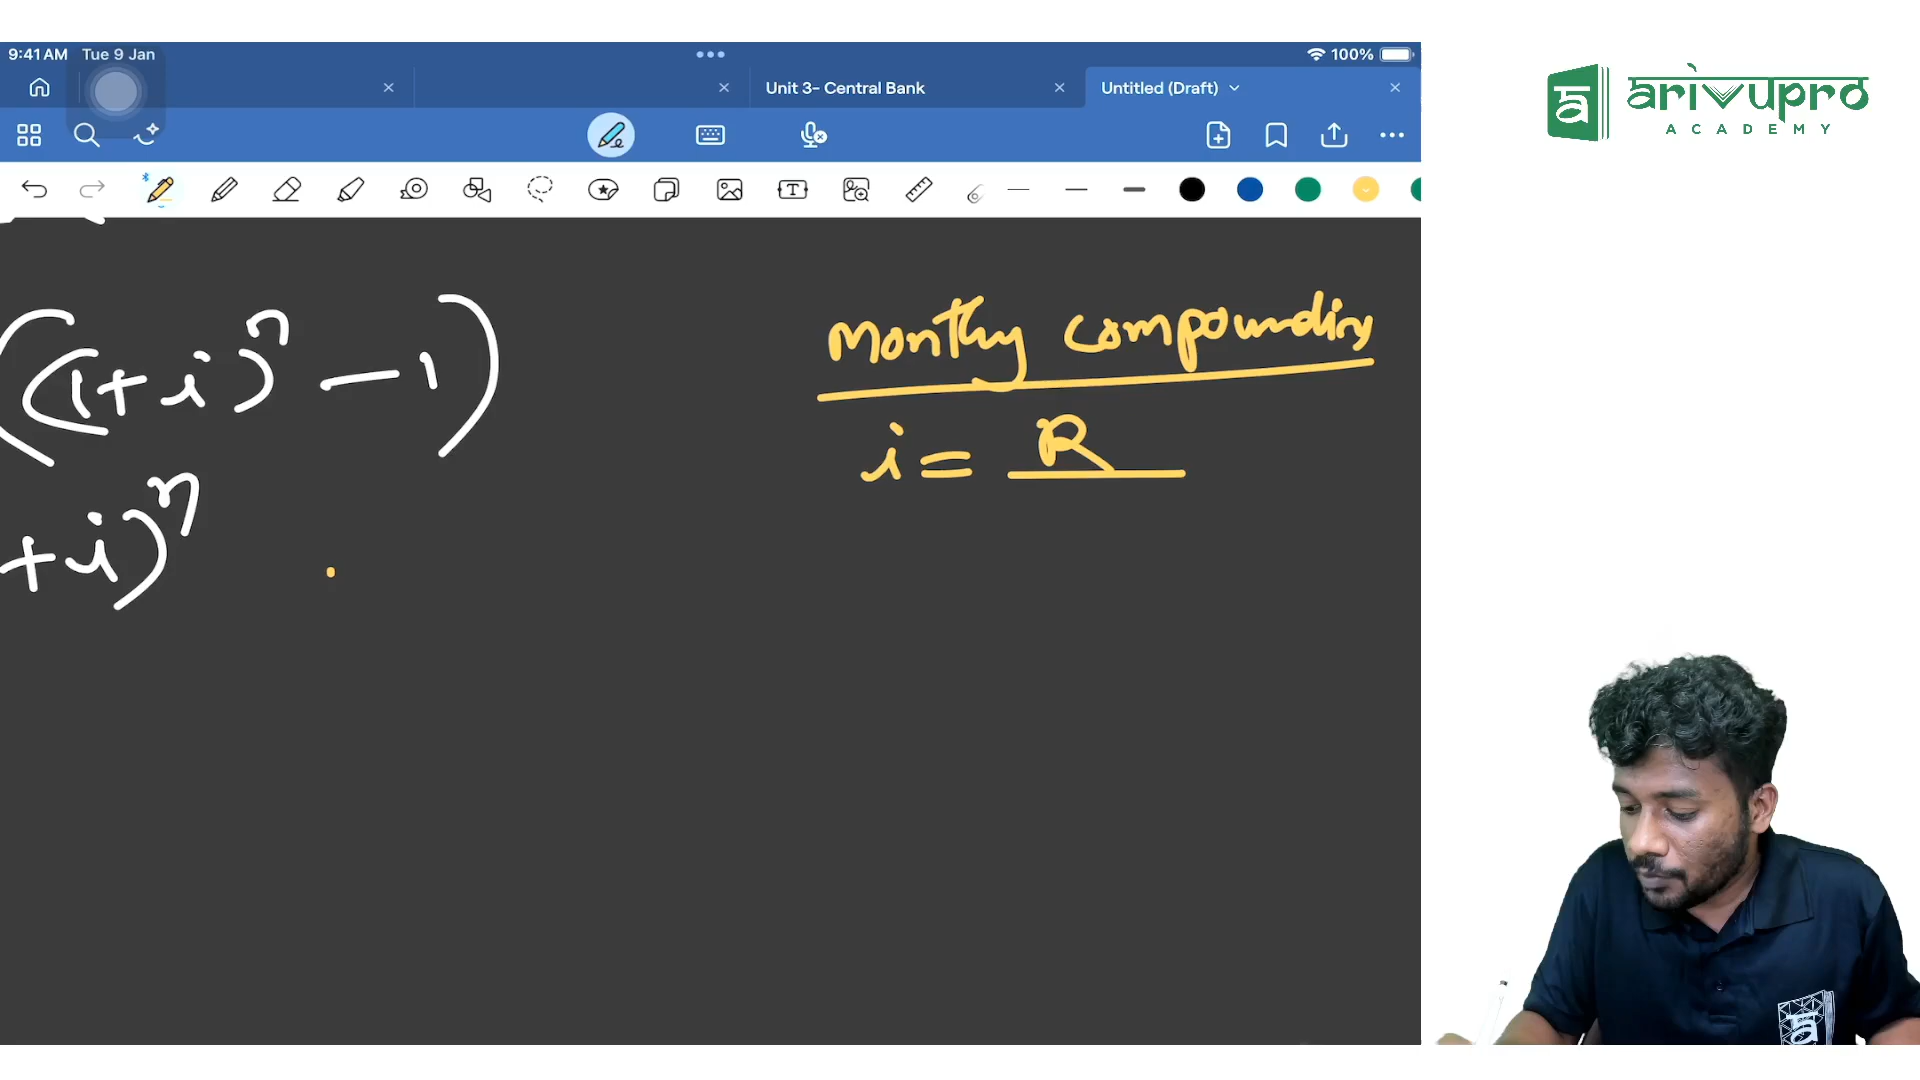 9:41 AM Tue 9 Jan
100%
Unit 3- Central Bank
Untitled (Draft)
arivupro
ACADEMY
((1+i)^n - 1)
+i)^n
Monthy compounding
i = R